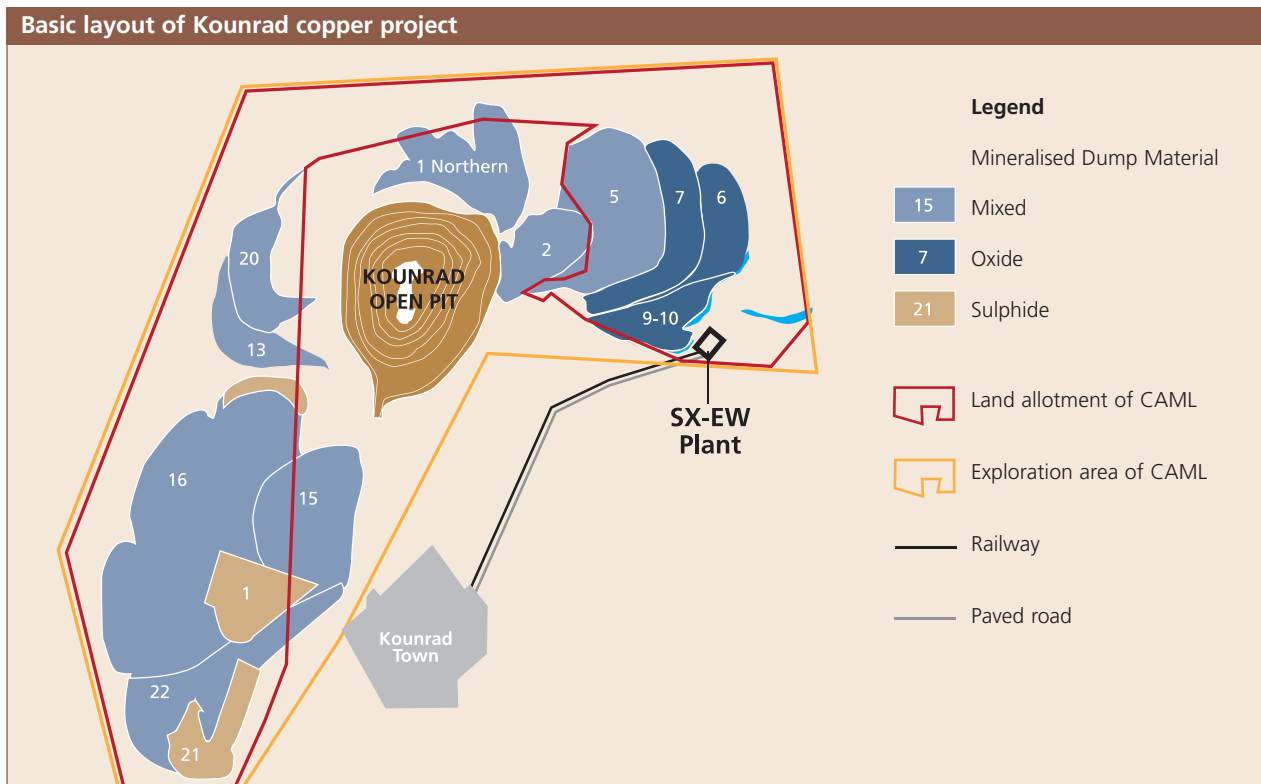 Basic layout of Kounrad copper project
1 Northern
5
7
6
2
20
13
KOUNRAD
OPEN PIT
9-10
SX-EW
Plant
16
15
1
22
21
Kounrad
Town
Legend
Mineralised Dump Material
15 Mixed
7 Oxide
21 Sulphide
Land allotment of CAML
Exploration area of CAML
Railway
Paved road